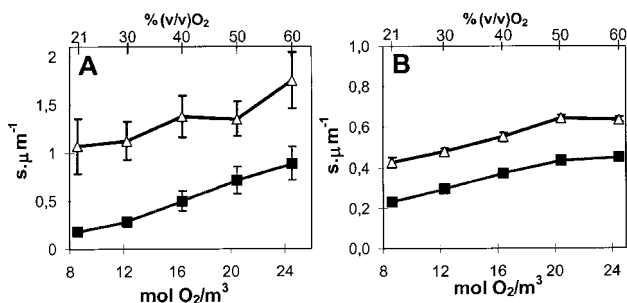 %(v/v)O₂
21 30 40 50 60
A
2
1,5
1
0,5
0
s.µm⁻¹
8 12 16 20 24
mol O₂/m³
%(v/v)O₂
21 30 40 50 60
B
1,0
0,8
0,6
0,4
0,2
0,0
s.µm⁻¹
8 12 16 20 24
mol O₂/m³